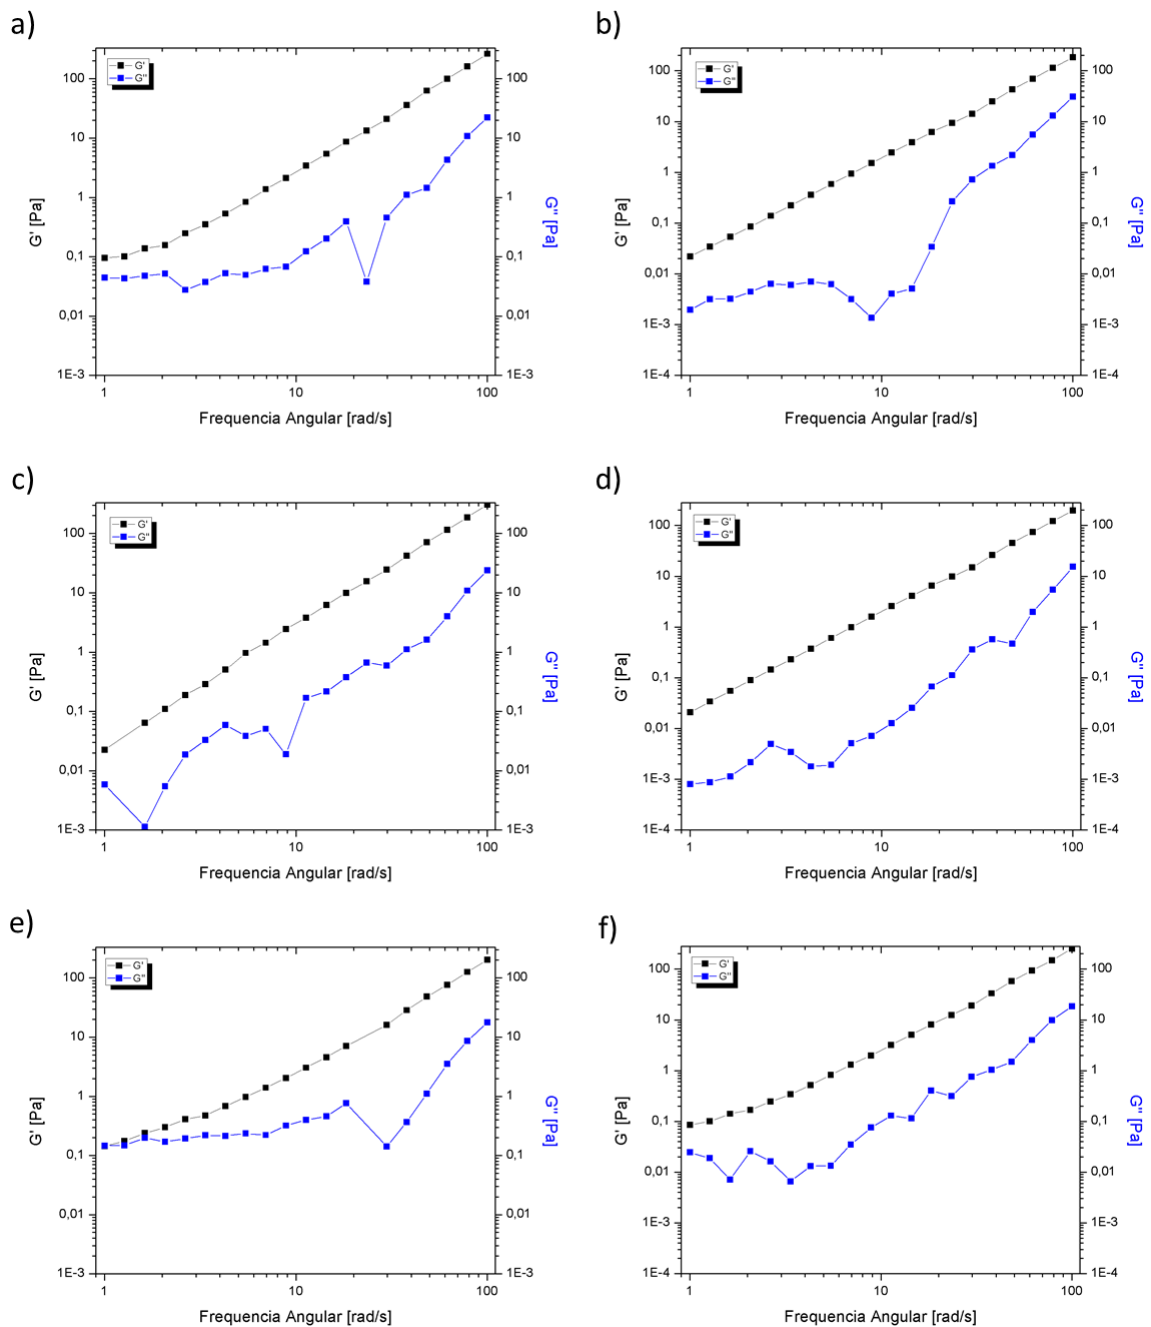 a)
G'
G''
100
10
1
0,1
0,01
1E-3
100
10
1
0,1
0,01
1E-3
G' [Pa]
G'' [Pa]
1
10
100
Frequencia Angular [rad/s]
b)
G'
G''
100
10
1
0,1
0,01
1E-3
1E-4
100
10
1
0,1
0,01
1E-3
1E-4
G' [Pa]
G'' [Pa]
1
10
100
Frequencia Angular [rad/s]
c)
G'
G''
100
10
1
0,1
0,01
1E-3
100
10
1
0,1
0,01
1E-3
G' [Pa]
G'' [Pa]
1
10
100
Frequencia Angular [rad/s]
d)
G'
G''
100
10
1
0,1
0,01
1E-3
1E-4
100
10
1
0,1
0,01
1E-3
1E-4
G' [Pa]
G'' [Pa]
1
10
100
Frequencia Angular [rad/s]
e)
G'
G''
100
10
1
0,1
0,01
1E-3
100
10
1
0,1
0,01
1E-3
G' [Pa]
G'' [Pa]
1
10
100
Frequencia Angular [rad/s]
f)
G'
G''
100
10
1
0,1
0,01
1E-3
1E-4
100
10
1
0,1
0,01
1E-3
1E-4
G' [Pa]
G'' [Pa]
1
10
100
Frequencia Angular [rad/s]